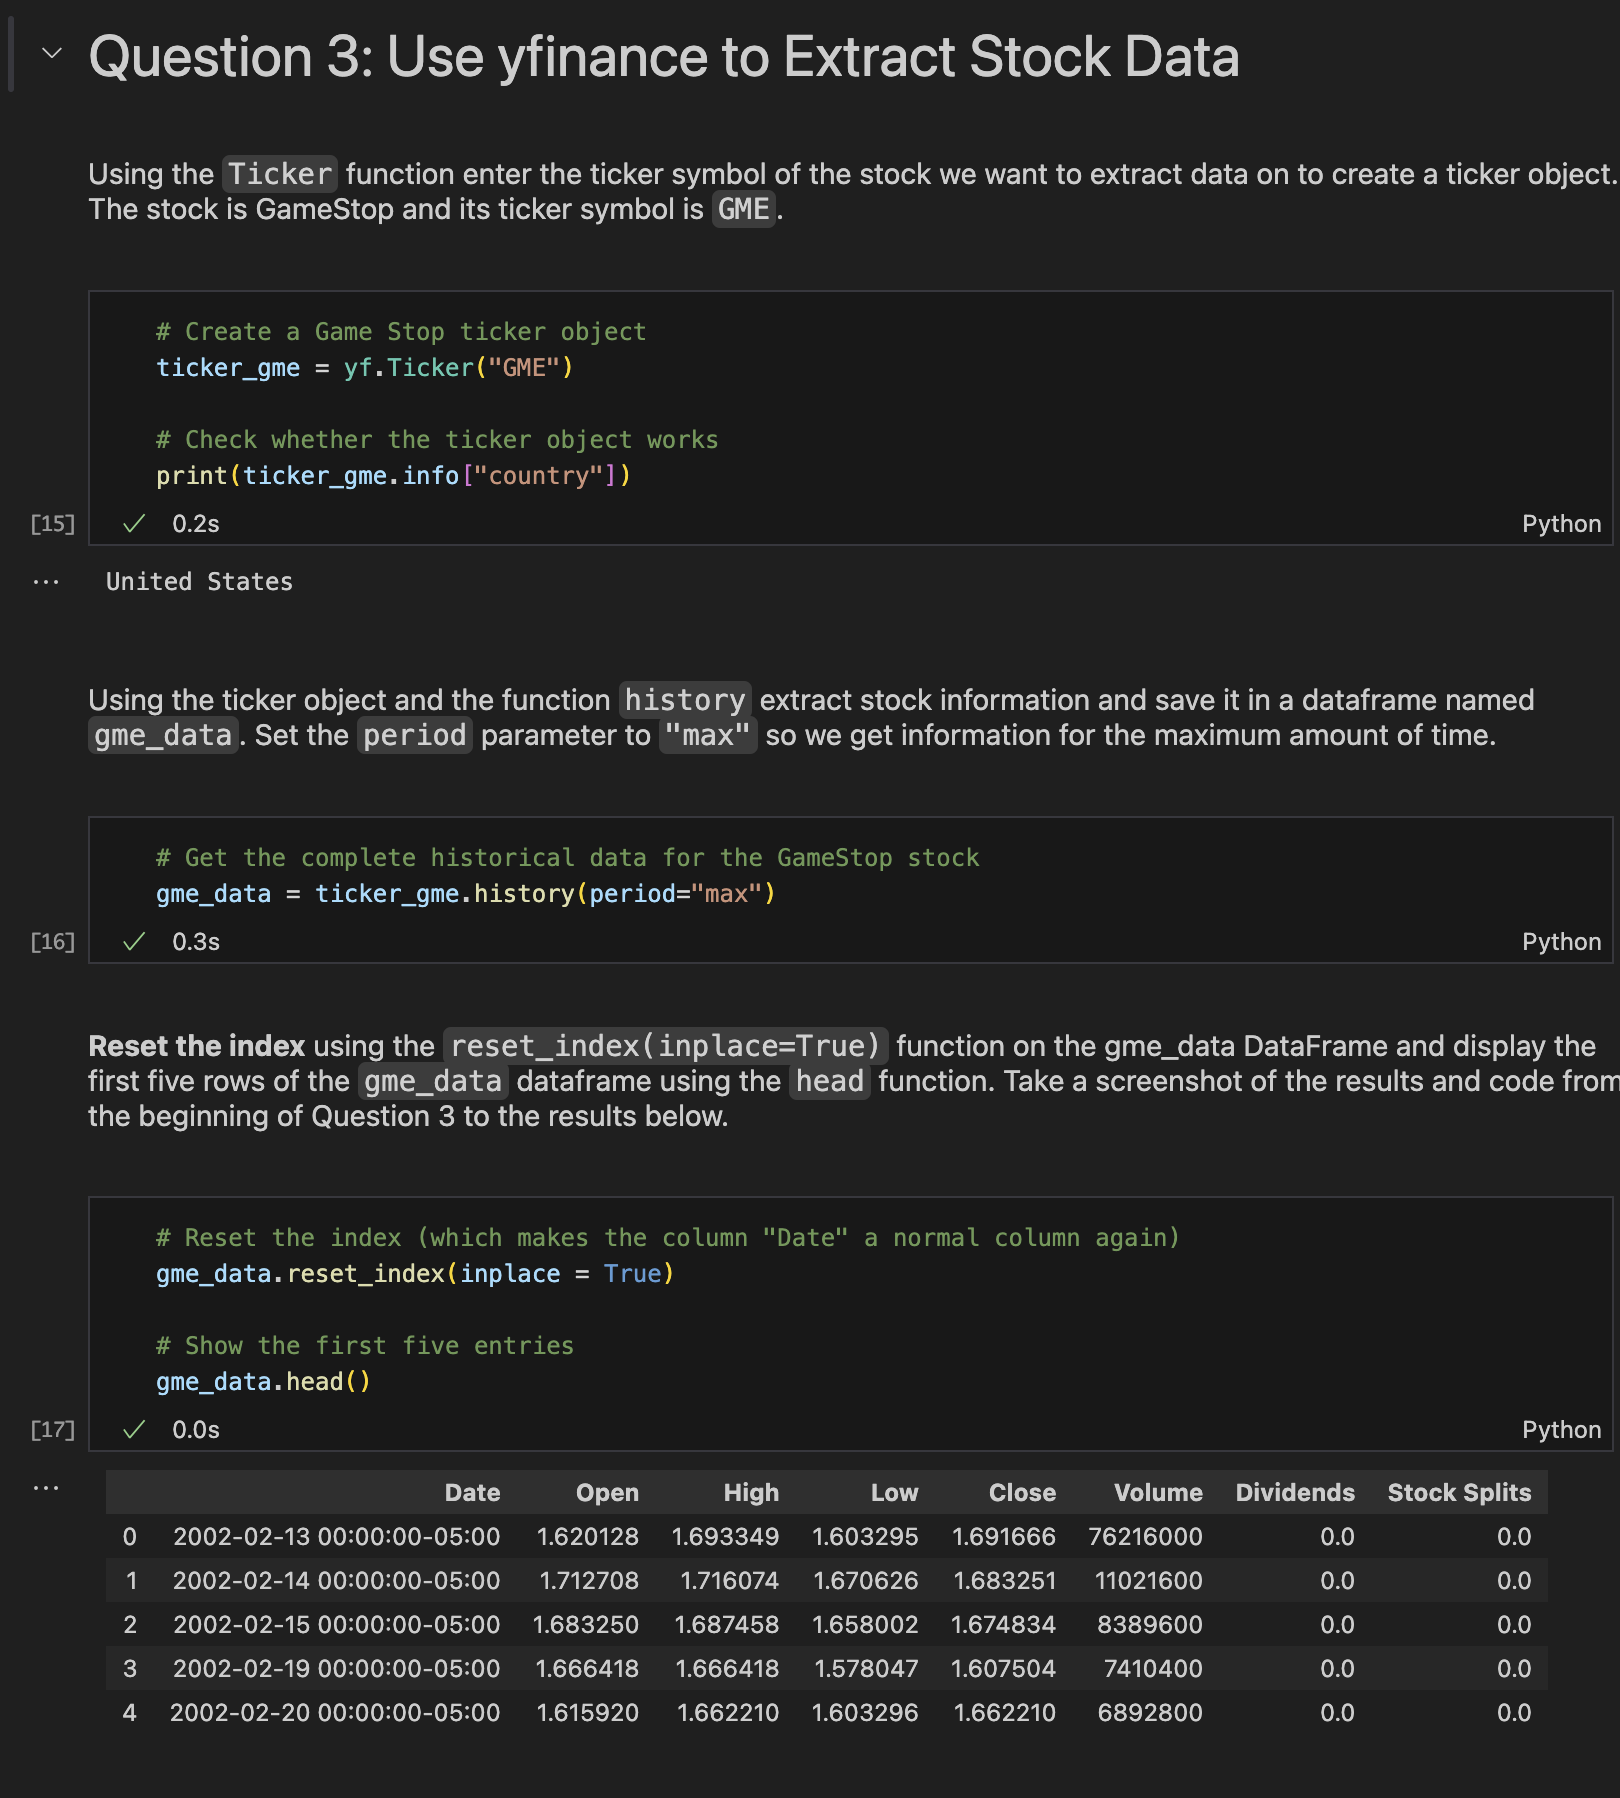 Question 3: Use yfinance to Extract Stock Data
Using the Ticker function enter the ticker symbol of the stock we want to extract data on to create a ticker object.
The stock is GameStop and its ticker symbol is GME.
# Create a Game Stop ticker object
ticker_gme = yf.Ticker("GME")
# Check whether the ticker object works
print(ticker_gme.info["country"])
[15] 0.2s Python
United States
Using the ticker object and the function history extract stock information and save it in a dataframe named
gme_data. Set the period parameter to "max" so we get information for the maximum amount of time.
# Get the complete historical data for the GameStop stock
gme_data = ticker_gme.history(period="max")
[16] 0.3s Python
Reset the index using the reset_index(inplace=True) function on the gme_data DataFrame and display the
first five rows of the gme_data dataframe using the head function. Take a screenshot of the results and code from
the beginning of Question 3 to the results below.
# Reset the index (which makes the column "Date" a normal column again)
gme_data.reset_index(inplace = True)
# Show the first five entries
gme_data.head()
[17] 0.0s Python
Date Open High Low Close Volume Dividends Stock Splits
0 2002-02-13 00:00:00-05:00 1.620128 1.693349 1.603295 1.691666 76216000 0.0 0.0
1 2002-02-14 00:00:00-05:00 1.712708 1.716074 1.670626 1.683251 11021600 0.0 0.0
2 2002-02-15 00:00:00-05:00 1.683250 1.687458 1.658002 1.674834 8389600 0.0 0.0
3 2002-02-19 00:00:00-05:00 1.666418 1.666418 1.578047 1.607504 7410400 0.0 0.0
4 2002-02-20 00:00:00-05:00 1.615920 1.662210 1.603296 1.662210 6892800 0.0 0.0